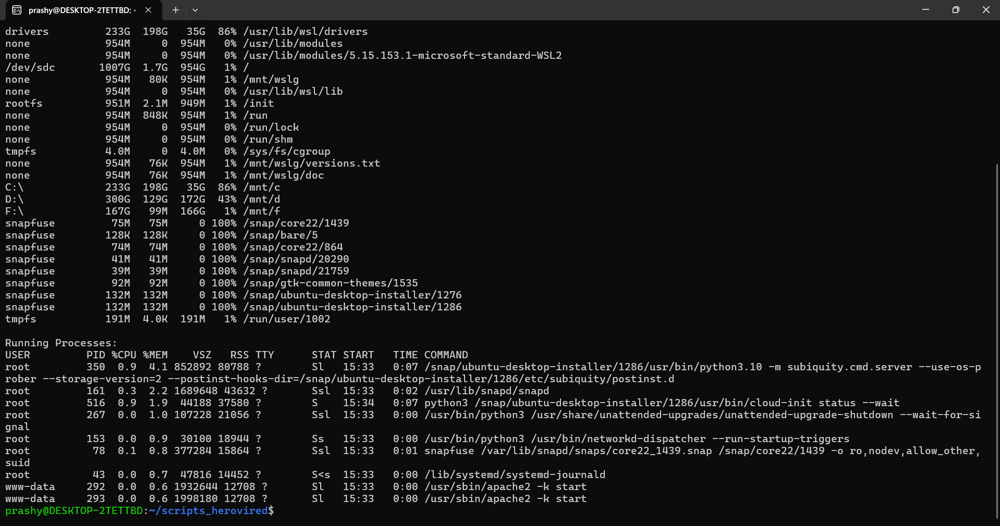 prashy@DESKTOP-2TETTBD: ~
drivers 233G 198G 35G 86% /usr/lib/wsl/drivers
none 954M 0 954M 0% /usr/lib/modules
none 954M 0 954M 0% /usr/lib/modules/5.15.153.1-microsoft-standard-WSL2
/dev/sdc 1007G 1.7G 954G 1% /
none 954M 80K 954M 1% /mnt/wslg
none 954M 0 954M 0% /usr/lib/wsl/lib
rootfs 951M 2.1M 949M 1% /init
none 954M 848K 954M 1% /run
none 954M 0 954M 0% /run/lock
none 954M 0 954M 0% /run/shm
tmpfs 4.0M 0 4.0M 0% /sys/fs/cgroup
none 954M 76K 954M 1% /mnt/wslg/versions.txt
none 954M 76K 954M 1% /mnt/wslg/doc
C:\ 233G 198G 35G 86% /mnt/c
D:\ 300G 129G 172G 43% /mnt/d
F:\ 167G 99M 166G 1% /mnt/f
snapfuse 75M 75M 0 100% /snap/core22/1439
snapfuse 128K 128K 0 100% /snap/bare/5
snapfuse 74M 74M 0 100% /snap/core22/864
snapfuse 41M 41M 0 100% /snap/snapd/20290
snapfuse 39M 39M 0 100% /snap/snapd/21759
snapfuse 92M 92M 0 100% /snap/gtk-common-themes/1535
snapfuse 132M 132M 0 100% /snap/ubuntu-desktop-installer/1276
snapfuse 132M 132M 0 100% /snap/ubuntu-desktop-installer/1286
tmpfs 191M 4.0K 191M 1% /run/user/1002
Running Processes:
USER PID %CPU %MEM VSZ RSS TTY STAT START TIME COMMAND
root 350 0.9 4.1 852892 80788 ? Sl 15:33 0:07 /snap/ubuntu-desktop-installer/1286/usr/bin/python3.10 -m subiquity.cmd.server --use-os-p
rober --storage-version=2 --postinst-hooks-dir=/snap/ubuntu-desktop-installer/1286/etc/subiquity/postinst.d
root 161 0.3 2.2 1689648 43632 ? Ssl 15:33 0:02 /usr/lib/snapd/snapd
root 516 0.9 1.9 44188 37580 ? S 15:34 0:07 python3 /snap/ubuntu-desktop-installer/1286/usr/bin/cloud-init status --wait
root 267 0.0 1.0 107228 21056 ? Ssl 15:33 0:00 /usr/bin/python3 /usr/share/unattended-upgrades/unattended-upgrade-shutdown --wait-for-si
gnal
root 153 0.0 0.9 30100 18944 ? Ss 15:33 0:00 /usr/bin/python3 /usr/bin/networkd-dispatcher --run-startup-triggers
root 78 0.1 0.8 377284 15864 ? Ssl 15:33 0:01 snapfuse /var/lib/snapd/snaps/core22_1439.snap /snap/core22/1439 -o ro,nodev,allow_other,
suid
root 43 0.0 0.7 47816 14452 ? S<s 15:33 0:00 /lib/systemd/systemd-journald
www-data 292 0.0 0.6 1932644 12708 ? Sl 15:33 0:00 /usr/sbin/apache2 -k start
www-data 293 0.0 0.6 1998180 12708 ? Sl 15:33 0:00 /usr/sbin/apache2 -k start
prashy@DESKTOP-2TETTBD:~/scripts_herovired$